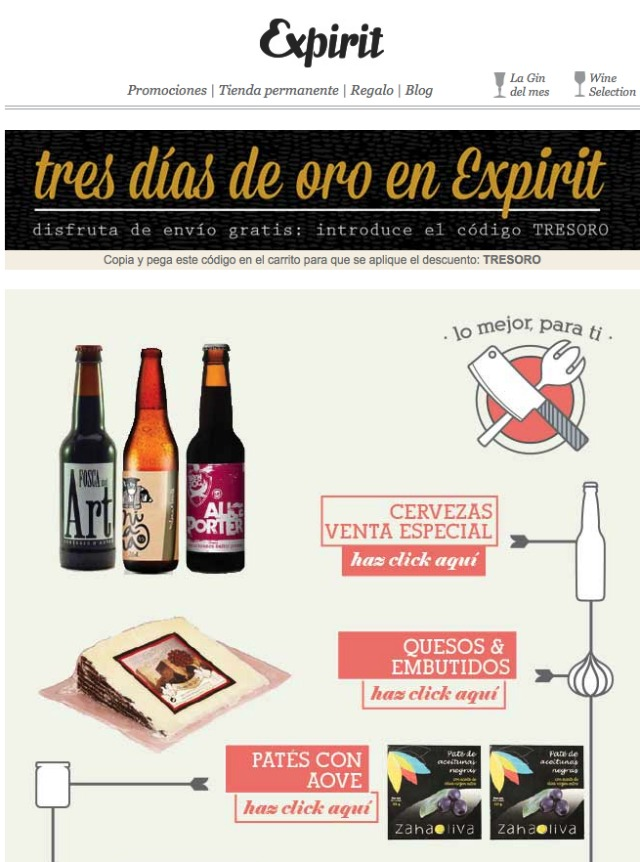 Expirit
Promociones | Tienda permanente | Regalo | Blog
La Gin
del mes
Wine
Selection
tres días de oro en Expirit
disfruta de envío gratis: introduce el código TRESORO
Copia y pega este código en el carrito para que se aplique el descuento: TRESORO
· lo mejor, para ti ·
FOSCA
Art
ALICE
PORTER
CERVEZAS
VENTA ESPECIAL
haz click aquí
QUESOS &
EMBUTIDOS
haz click aquí
PATÉS CON
AOVE
haz click aquí
Paté de
aceitunas
negras
zahaoliva
Paté de
aceitunas
negras
zahaoliva